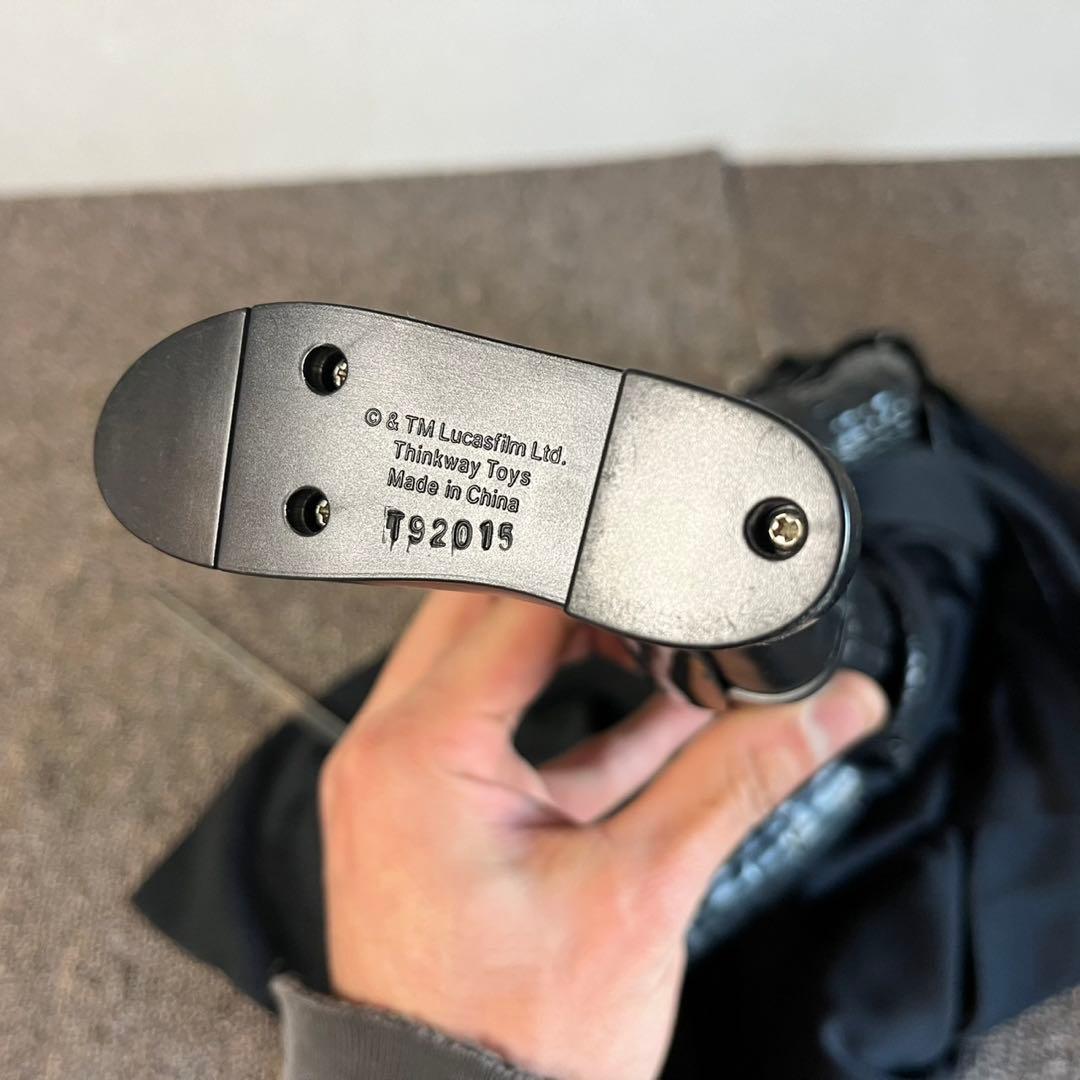 © & TM Lucasfilm Ltd.
Thinkway Toys
Made in China
T92015